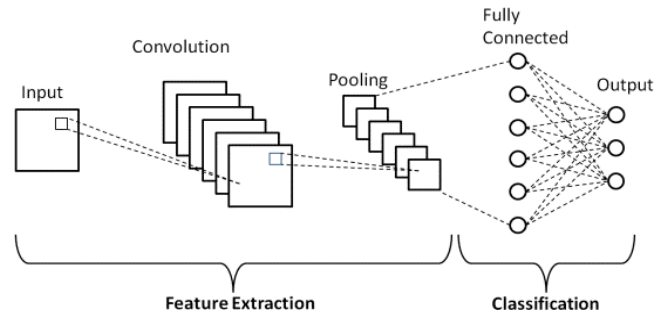 Input
Convolution
Pooling
Fully
Connected
Output
Feature Extraction
Classification